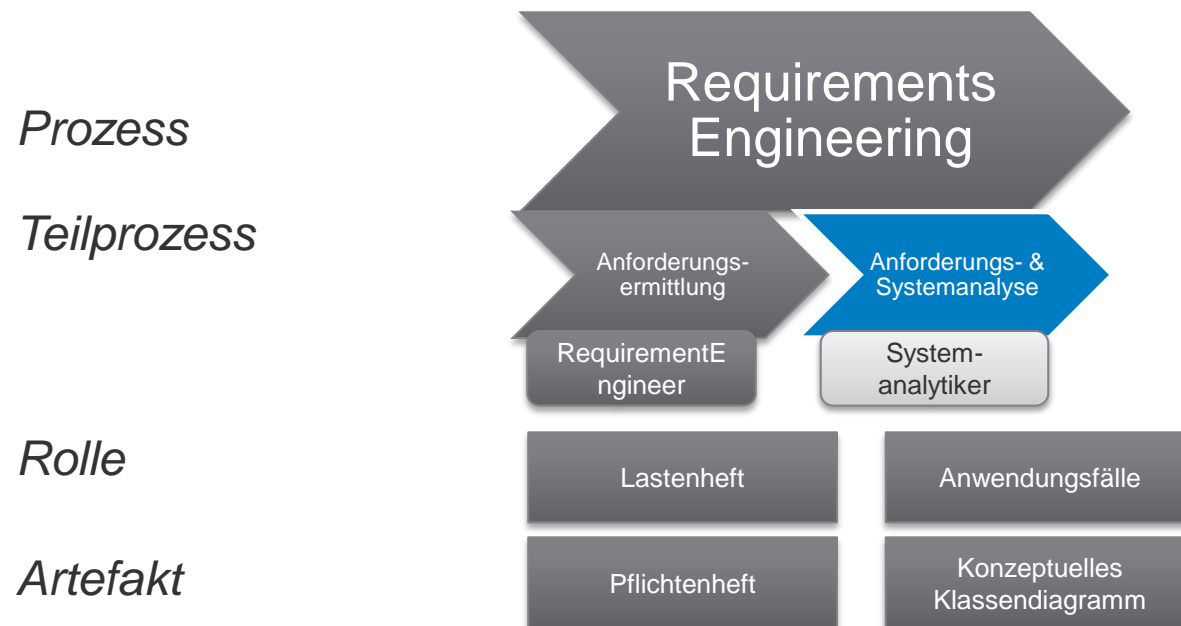 Requirements
Engineering
Prozess
Teilprozess
Anforderungs-
ermittlung
Anforderungs- &
Systemanalyse
RequirementE
ngineer
System-
analytiker
Rolle
Lastenheft
Anwendungsfälle
Artefakt
Pflichtenheft
Konzeptuelles
Klassendiagramm